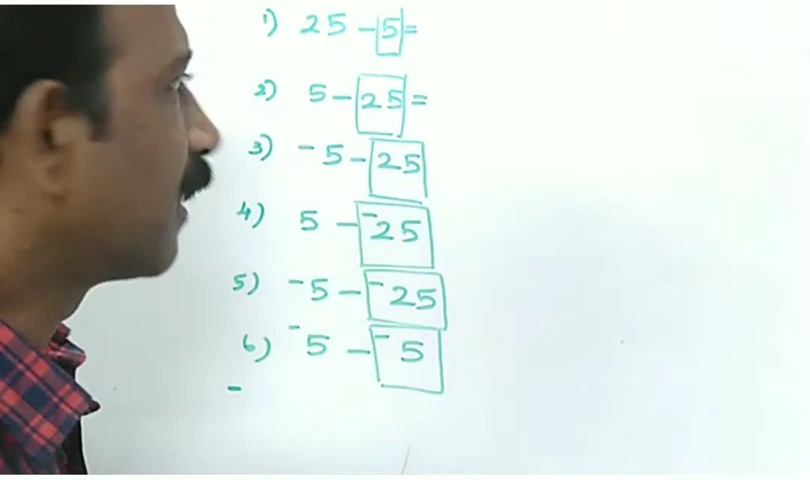 1) 25 - 5 =
2) 5 - 25 =
3) -5 - 25
4) 5 - -25
5) -5 - -25
6) -5 - -5
-